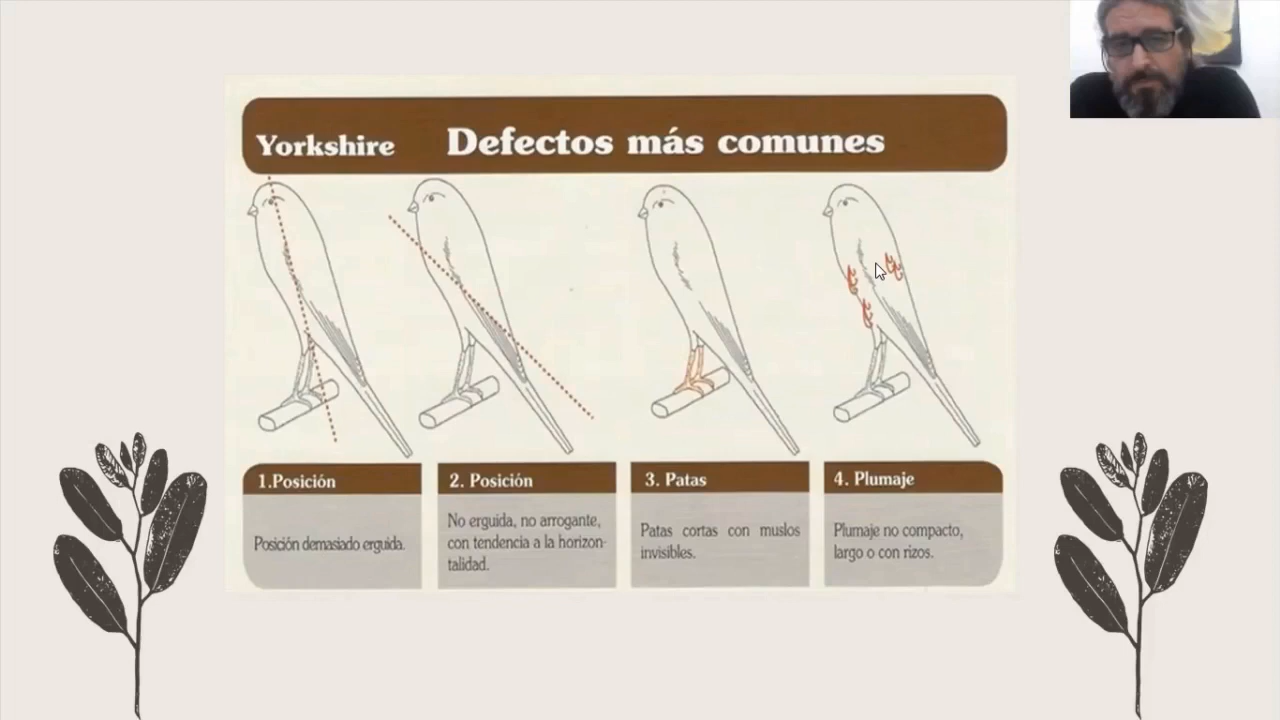 Yorkshire Defectos más comunes
1.Posición
Posición demasiado erguida.
2. Posición
No erguida, no arrogante,
con tendencia a la horizon-
talidad.
3. Patas
Patas cortas con muslos
invisibles.
4. Plumaje
Plumaje no compacto,
largo o con rizos.